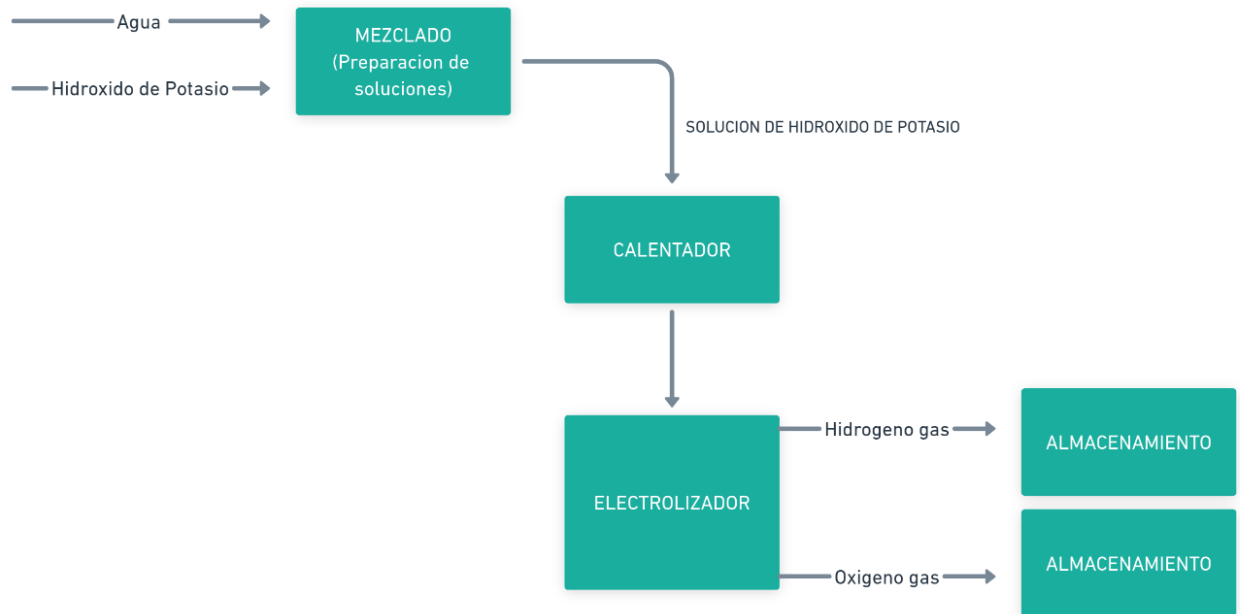 Agua
Hidroxido de Potasio
MEZCLADO
(Preparacion de
soluciones)
SOLUCION DE HIDROXIDO DE POTASIO
CALENTADOR
ELECTROLIZADOR
Hidrogeno gas
ALMACENAMIENTO
Oxigeno gas
ALMACENAMIENTO